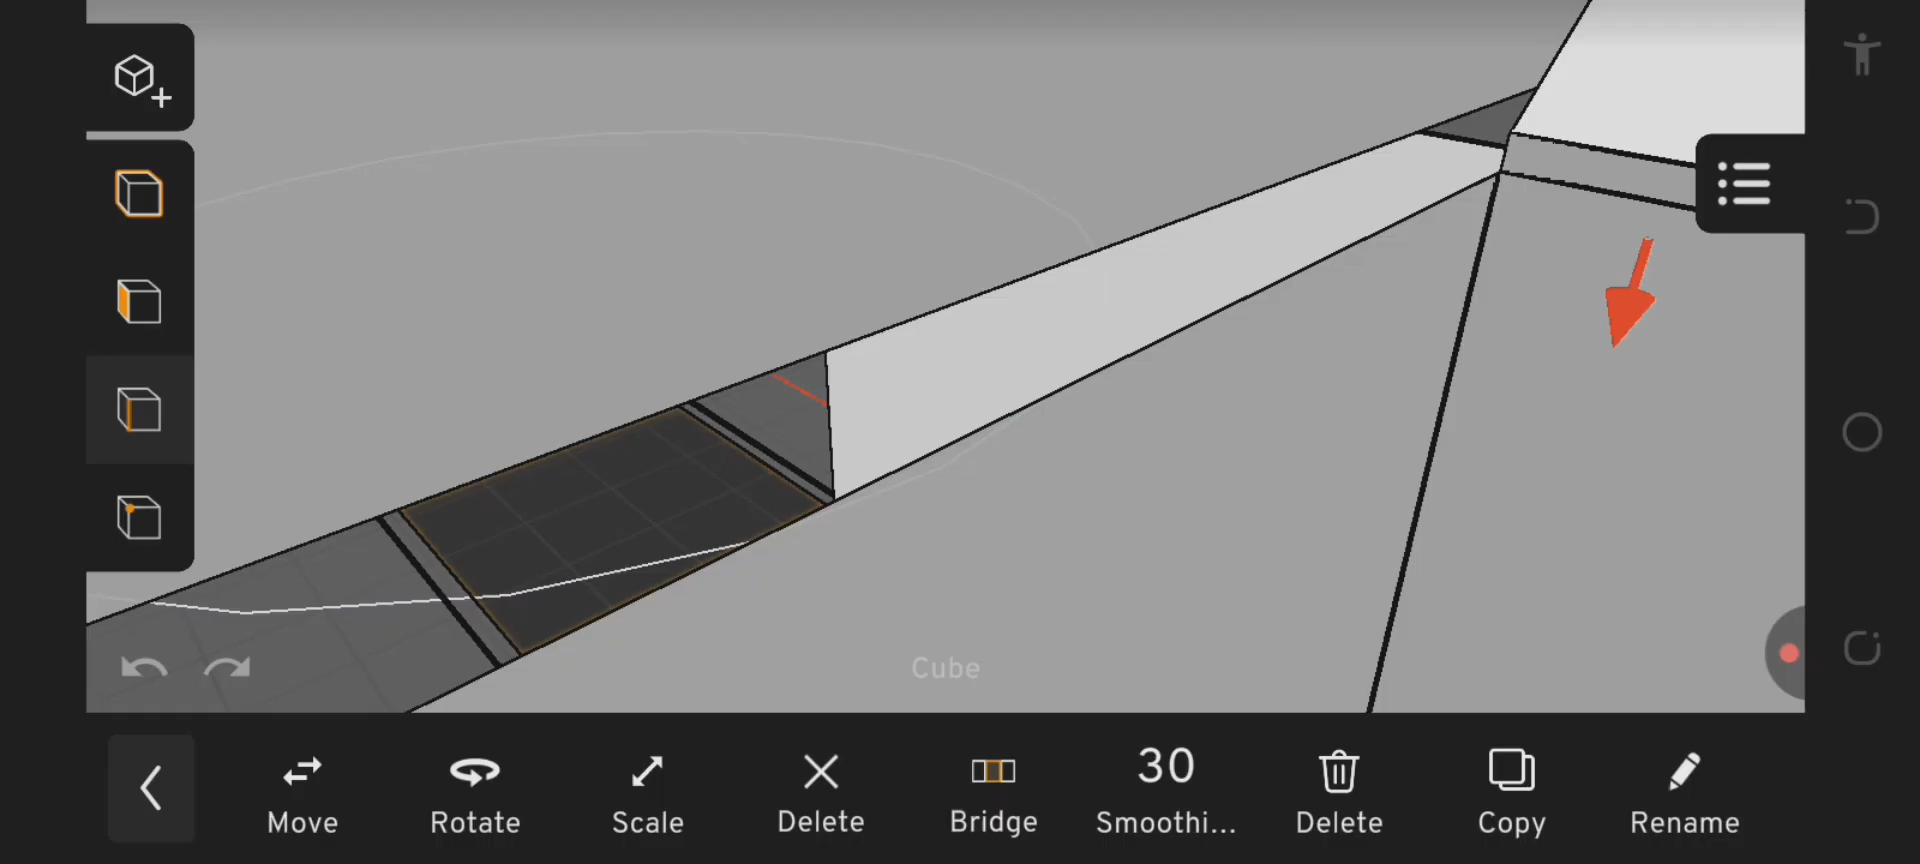 Cube
Move
Rotate
Scale
Delete
Bridge
30
Smoothi...
Delete
Copy
Rename